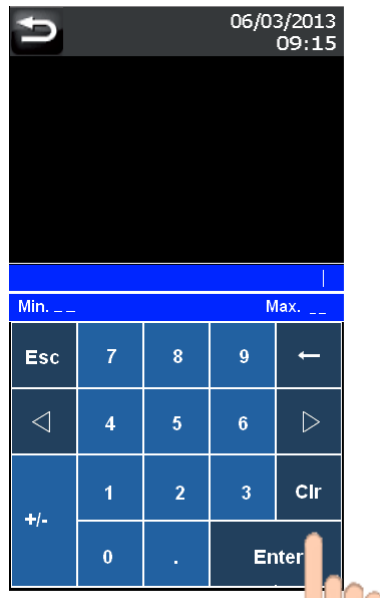 06/03/2013
09:15
Min. _ _ Max. _ _
Esc 7 8 9 ←
◁ 4 5 6 ▷
+/- 1 2 3 Clr
0 . Enter